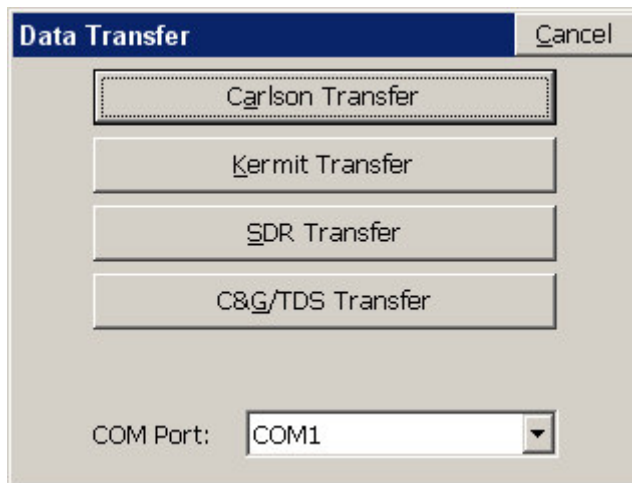 Data Transfer Cancel
Carlson Transfer
Kermit Transfer
SDR Transfer
C&G/TDS Transfer
COM Port: COM1